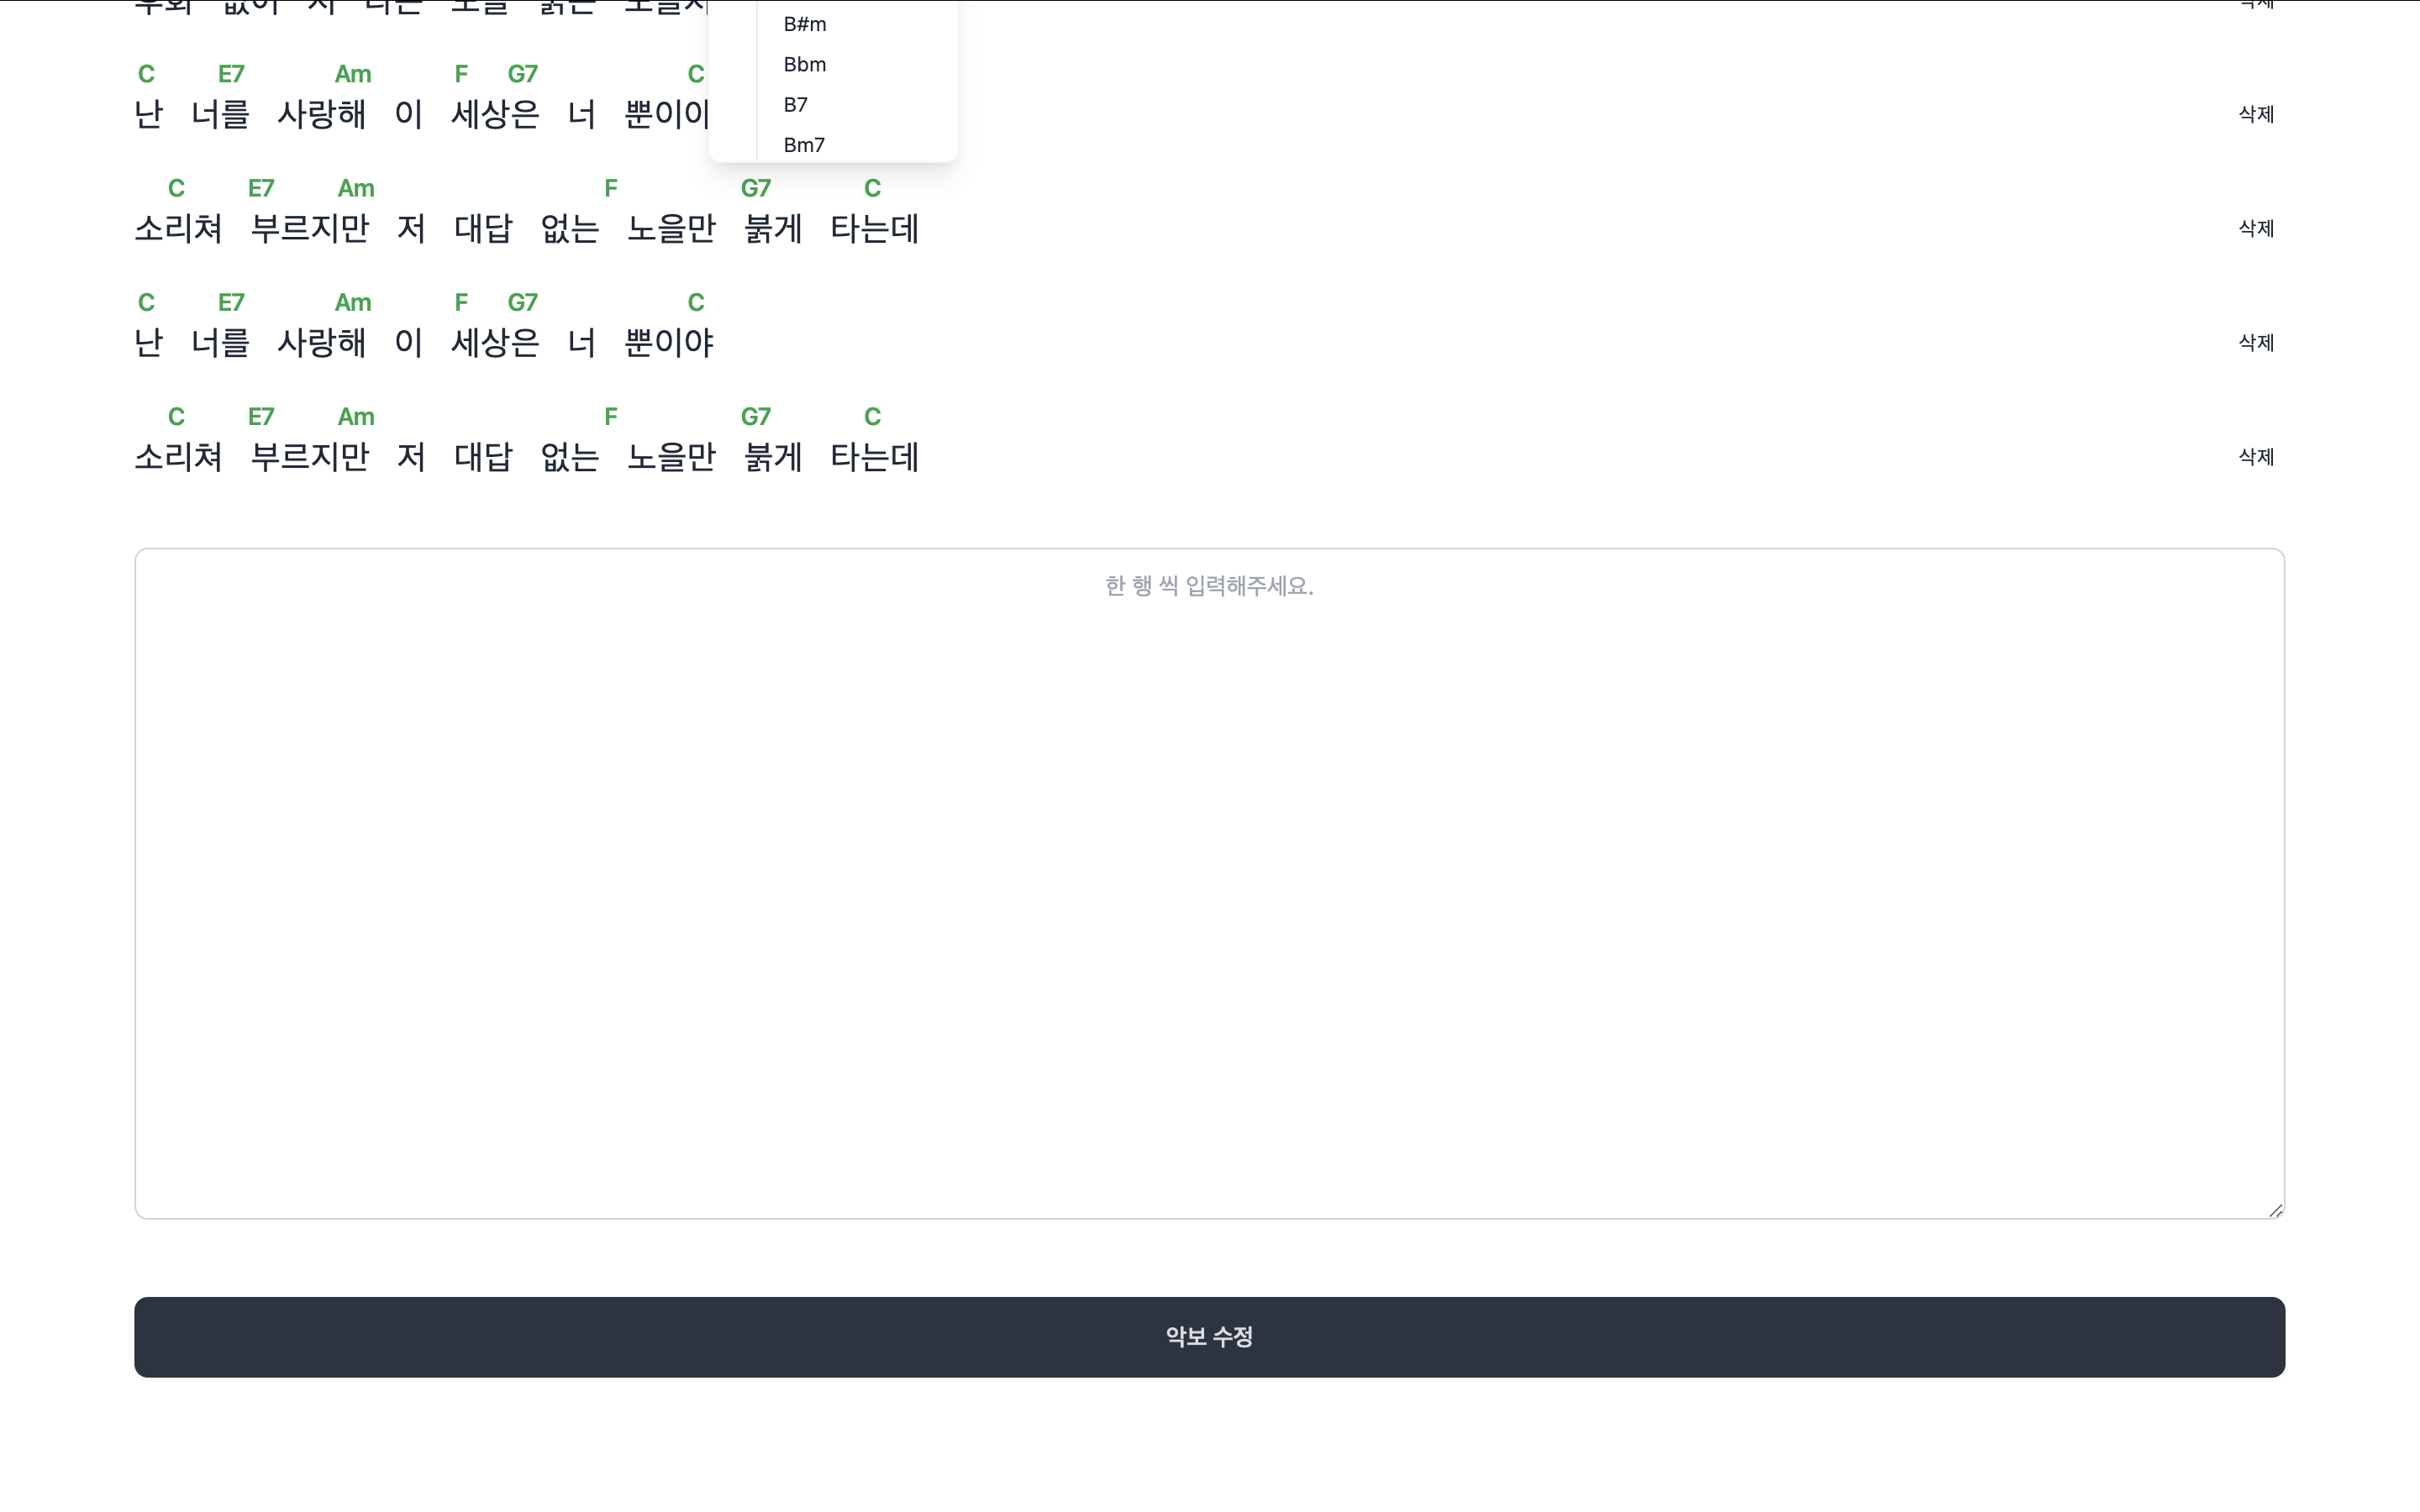 B#m
Bbm
C E7 Am F G7 C
난 너를 사랑해 이 세상은 너 뿐이야
삭제
B7
Bm7
C E7 Am F G7 C
소리쳐 부르지만 저 대답 없는 노을만 붉게 타는데
삭제
C E7 Am F G7 C
난 너를 사랑해 이 세상은 너 뿐이야
삭제
C E7 Am F G7 C
소리쳐 부르지만 저 대답 없는 노을만 붉게 타는데
삭제
한 행 씩 입력해주세요.
악보 수정